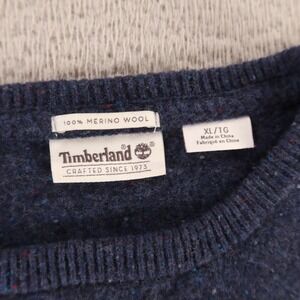 100% MERINO WOOL
Timberland
CRAFTED SINCE 1973
XL/TG
Made in China
Fabriqué en Chine